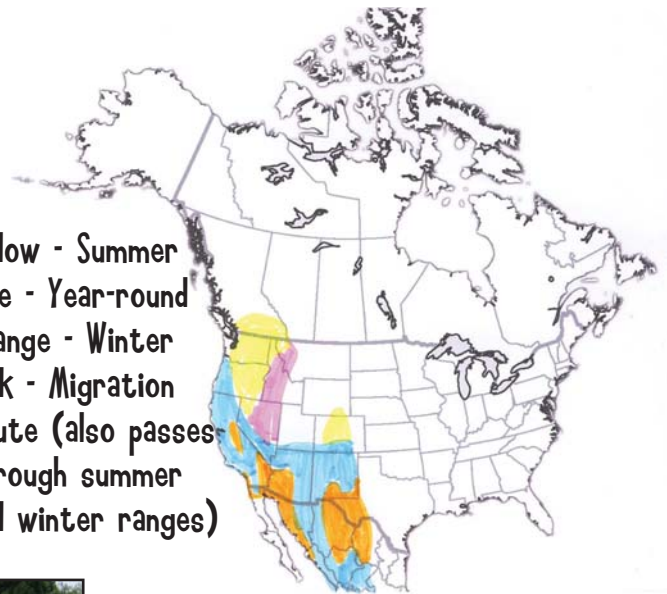 low - Summer
e - Year-round
ange - Winter
k - Migration
ute (also passes
rough summer
winter ranges)